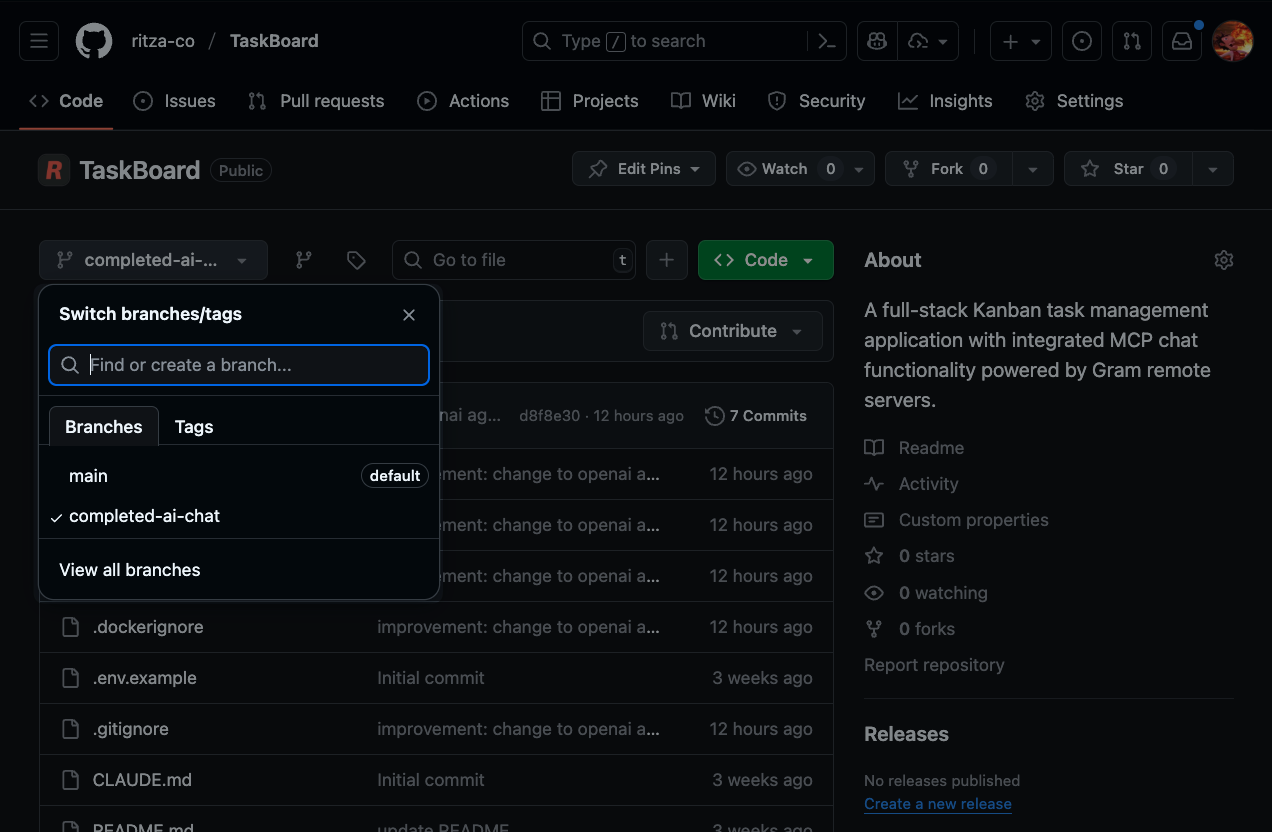 ritza-co / TaskBoard
Type / to search
Code
Issues
Pull requests
Actions
Projects
Wiki
Security
Insights
Settings
R TaskBoard Public
Edit Pins
Watch 0
Fork 0
Star 0
completed-ai-...
Go to file t
Code
About
A full-stack Kanban task management
application with integrated MCP chat
functionality powered by Gram remote
servers.
Switch branches/tags
Find or create a branch...
Branches
Tags
main default
completed-ai-chat
View all branches
Contribute
ag... d8f8e30 · 12 hours ago 7 Commits
change to openai a... 12 hours ago
change to openai a... 12 hours ago
change to openai a... 12 hours ago
.dockerignore improvement: change to openai a... 12 hours ago
.env.example Initial commit 3 weeks ago
.gitignore improvement: change to openai a... 12 hours ago
CLAUDE.md Initial commit 3 weeks ago
README.md update README 3 weeks ago
Readme
Activity
Custom properties
0 stars
0 watching
0 forks
Report repository
Releases
No releases published
Create a new release